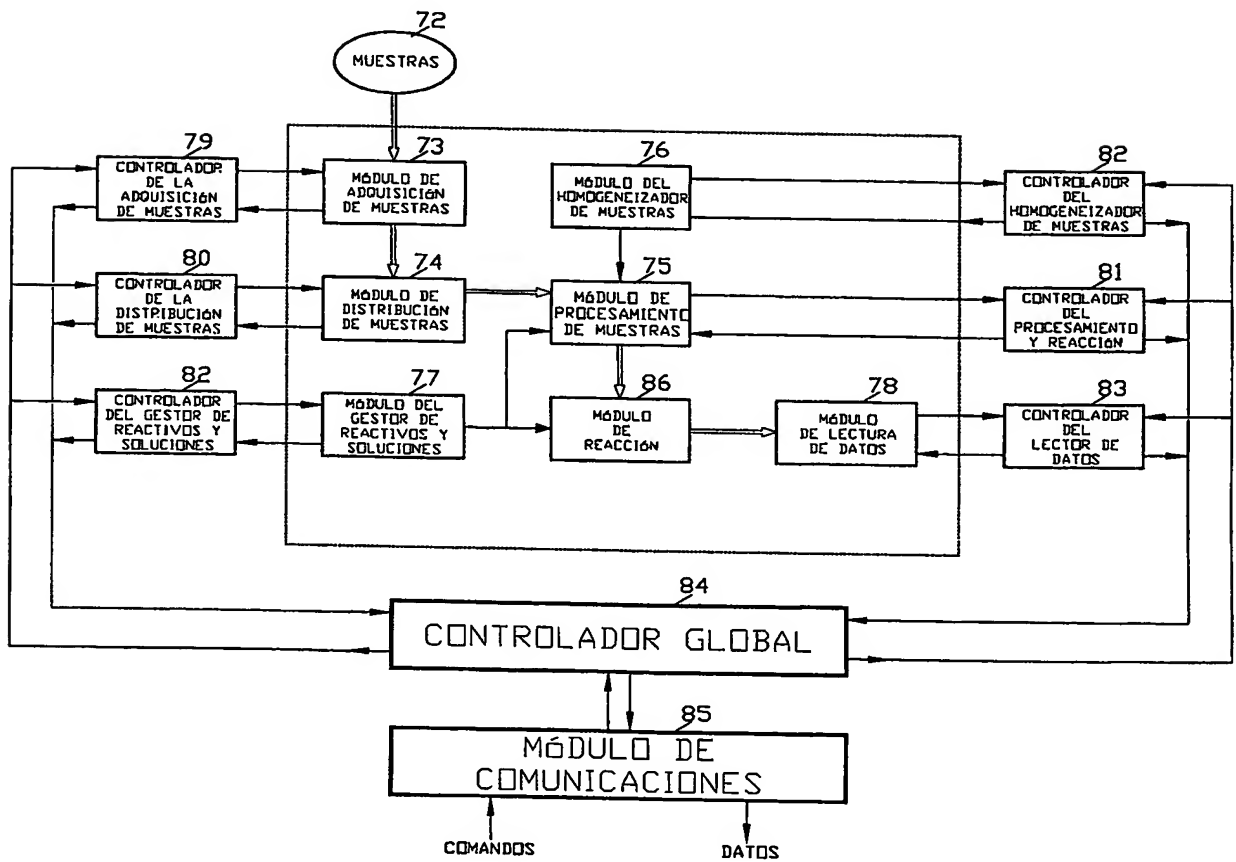 72
MUESTRAS
79
CONTROLADOR
DE LA
ADQUISICIÓN
DE MUESTRAS
73
MÓDULO DE
ADQUISICIÓN
DE MUESTRAS
76
MÓDULO DEL
HOMOGENEIZADOR
DE MUESTRAS
82
CONTROLADOR
DEL
HOMOGENEIZADOR
DE MUESTRAS
80
CONTROLADOR
DE LA
DISTRIBUCIÓN
DE MUESTRAS
74
MÓDULO DE
DISTRIBUCIÓN
DE MUESTRAS
75
MÓDULO DE
PROCESAMIENTO
DE MUESTRAS
81
CONTROLADOR
DEL
PROCESAMIENTO
Y REACCIÓN
82
CONTROLADOR
DEL GESTOR DE
REACTIVOS Y
SOLUCIONES
77
MÓDULO DEL
GESTOR DE
REACTIVOS Y
SOLUCIONES
86
MÓDULO
DE
REACCIÓN
78
MÓDULO
DE LECTURA
DE DATOS
83
CONTROLADOR
DEL
LECTOR DE
DATOS
84
CONTROLADOR GLOBAL
85
MÓDULO DE
COMUNICACIONES
COMANDOS
DATOS